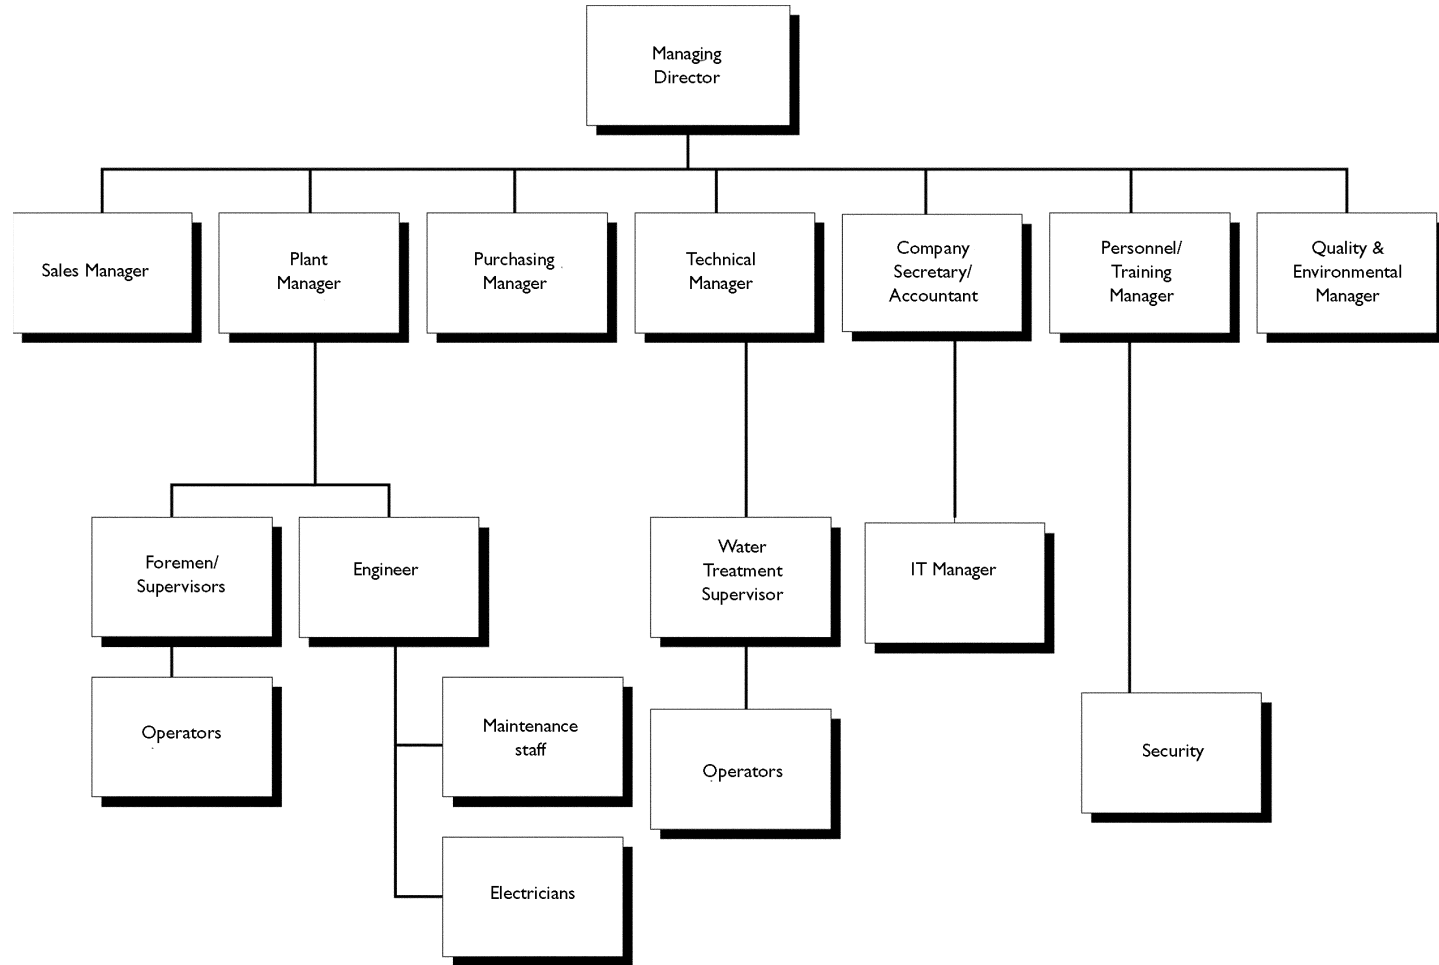 Managing
Director
Sales Manager
Plant
Manager
Purchasing
Manager
Technical
Manager
Company
Secretary/
Accountant
Personnel/
Training
Manager
Quality &
Environmental
Manager
Foremen/
Supervisors
Engineer
Water
Treatment
Supervisor
IT Manager
Operators
Maintenance
staff
Operators
Security
Electricians